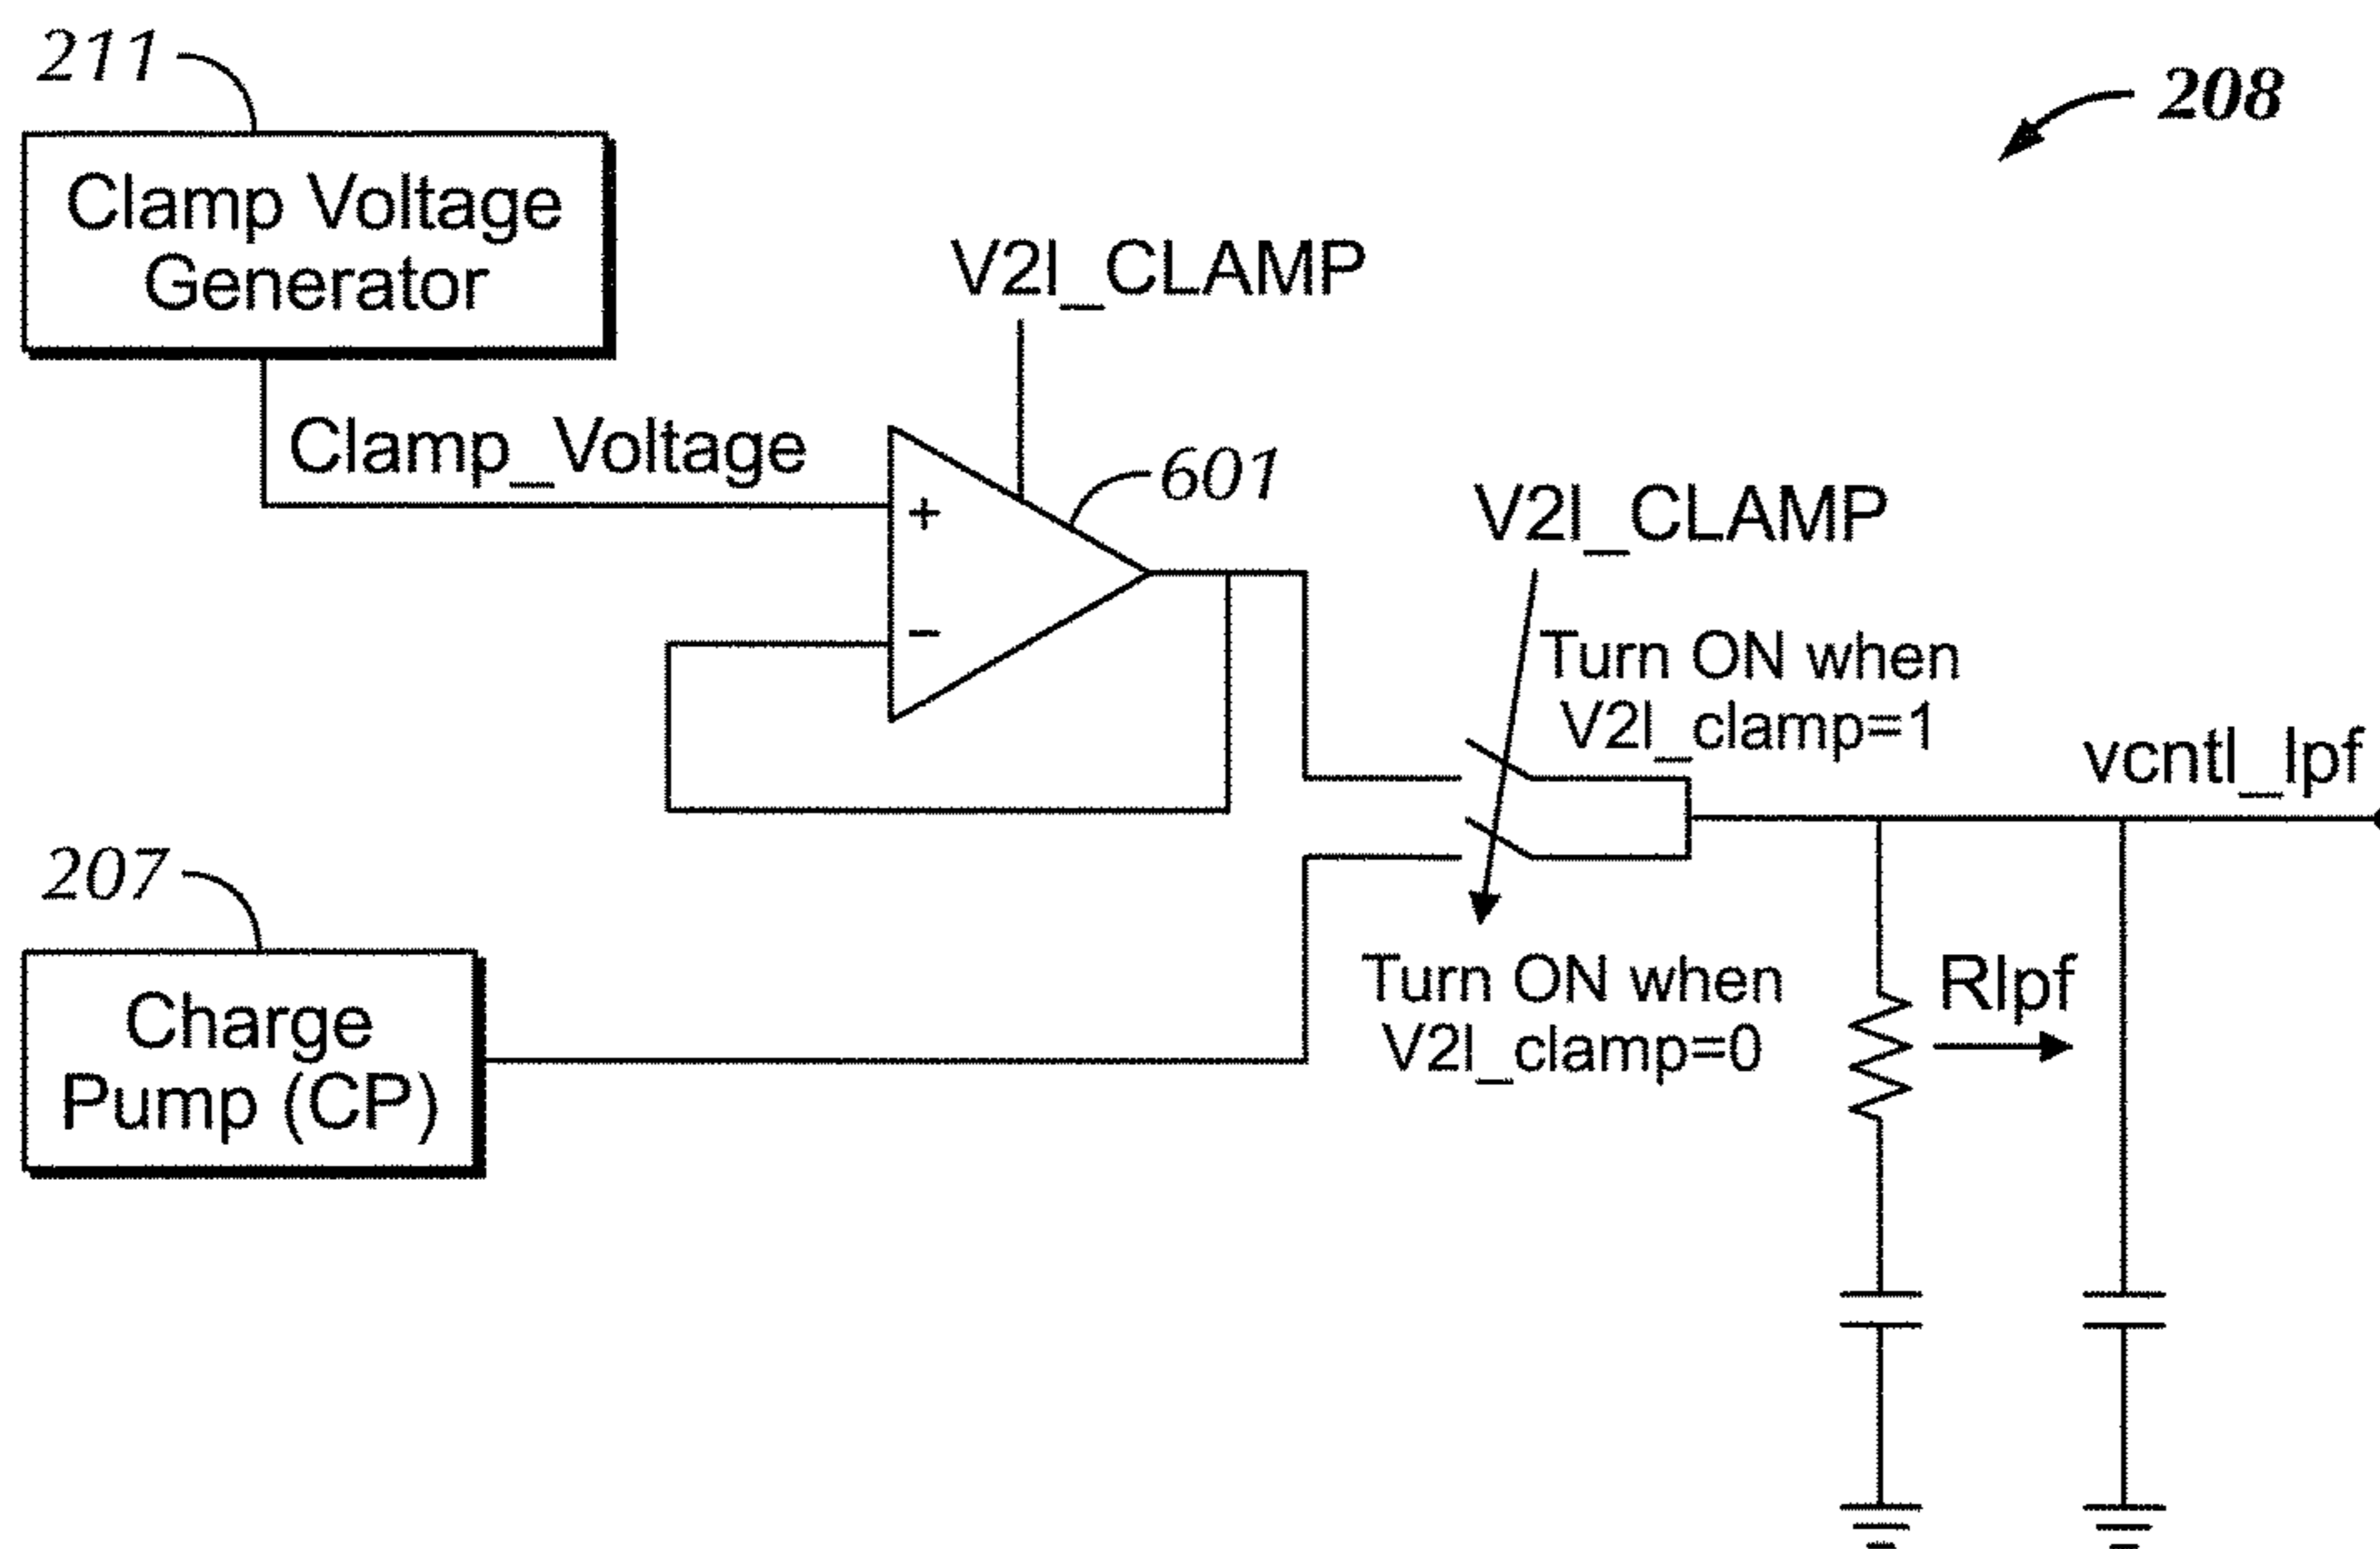 211
208
Clamp Voltage
Generator
V2I_CLAMP
Clamp_Voltage
+
601
V2I_CLAMP
−
Turn ON when
V2I_clamp=1
vcntl_lpf
207
Turn ON when
V2I_clamp=0
Rlpf
Charge
Pump (CP)